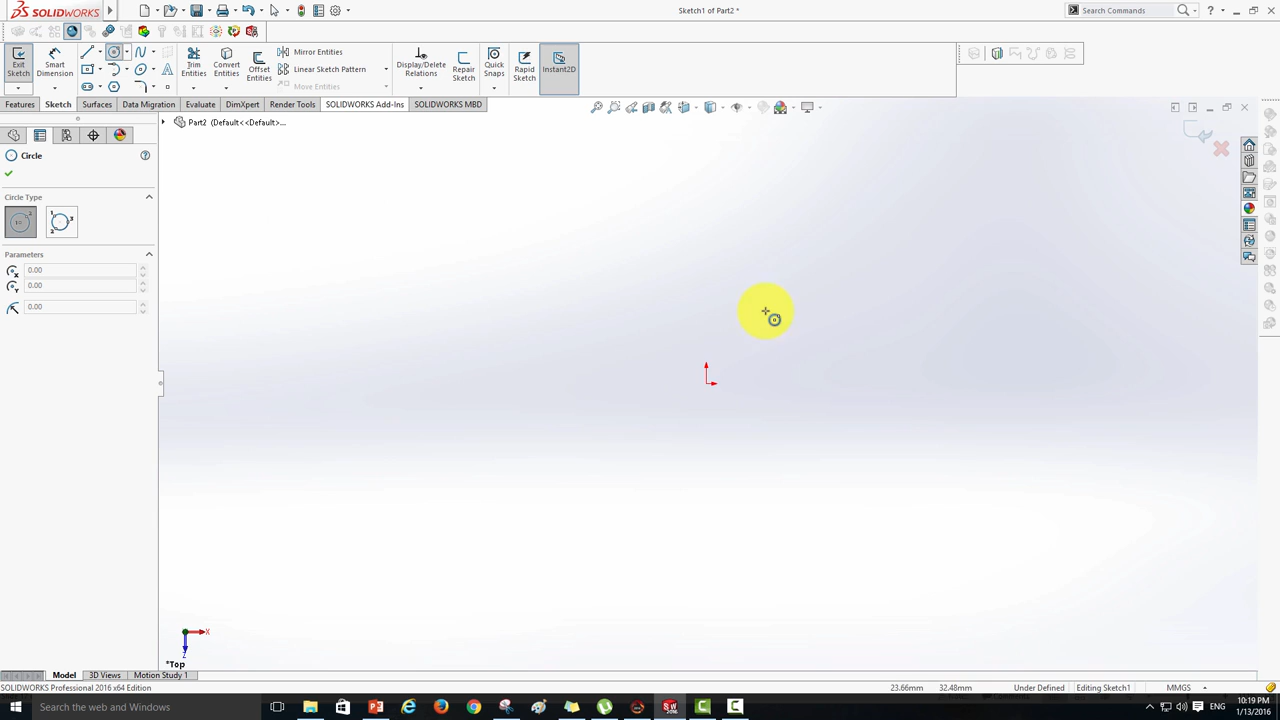 SOLIDWORKS
Sketch1 of Part2 *
Search Commands
Exit Sketch
Smart Dimension
Trim Entities
Convert Entities
Offset Entities
Mirror Entities
Linear Sketch Pattern
Move Entities
Display/Delete Relations
Repair Sketch
Quick Snaps
Rapid Sketch
Instant2D
Features Sketch Surfaces Data Migration Evaluate DimXpert Render Tools SOLIDWORKS Add-Ins SOLIDWORKS MBD
Part2 (Default<<Default>...
Circle
Circle Type
Parameters
0.00
0.00
0.00
X
Z
*Top
Model 3D Views Motion Study 1
SOLIDWORKS Professional 2016 x64 Edition 23.66mm 32.48mm Under Defined Editing Sketch1 MMGS
Search the web and Windows
ENG
10:19 PM
1/13/2016